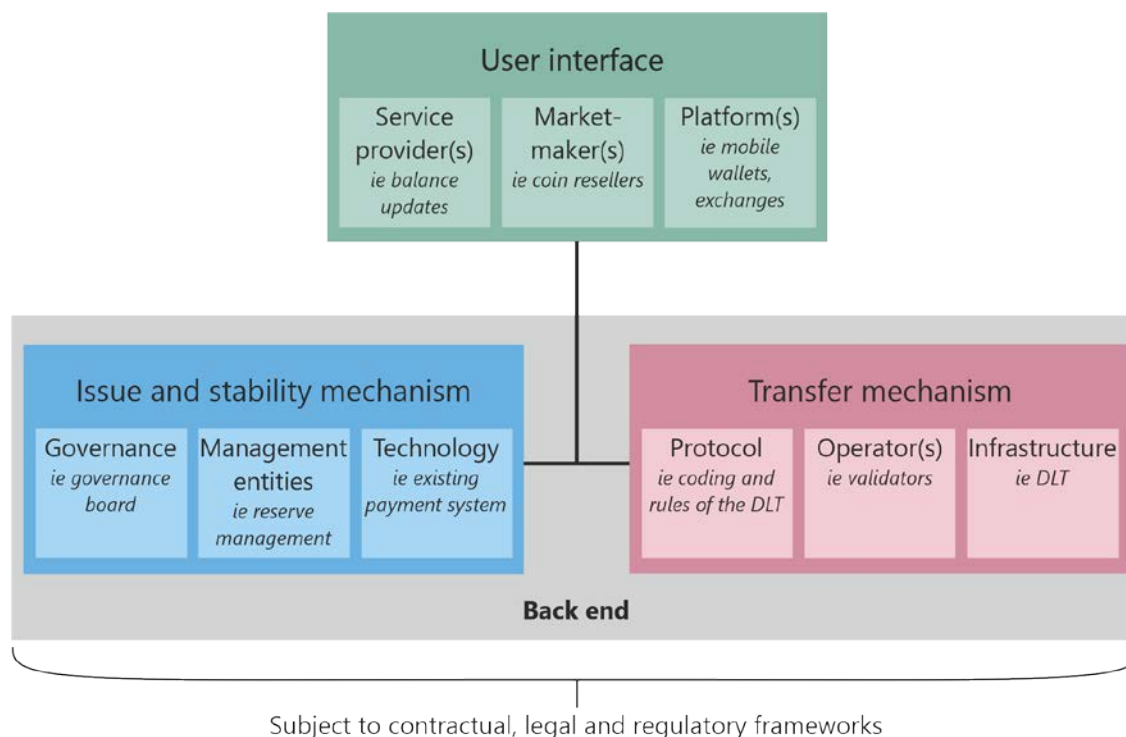 User interface
Service
provider(s)
ie balance
updates
Market-
maker(s)
ie coin resellers
Platform(s)
ie mobile
wallets,
exchanges
Issue and stability mechanism
Governance
ie governance
board
Management
entities
ie reserve
management
Technology
ie existing
payment system
Transfer mechanism
Protocol
ie coding and
rules of the DLT
Operator(s)
ie validators
Infrastructure
ie DLT
Back end
Subject to contractual, legal and regulatory frameworks